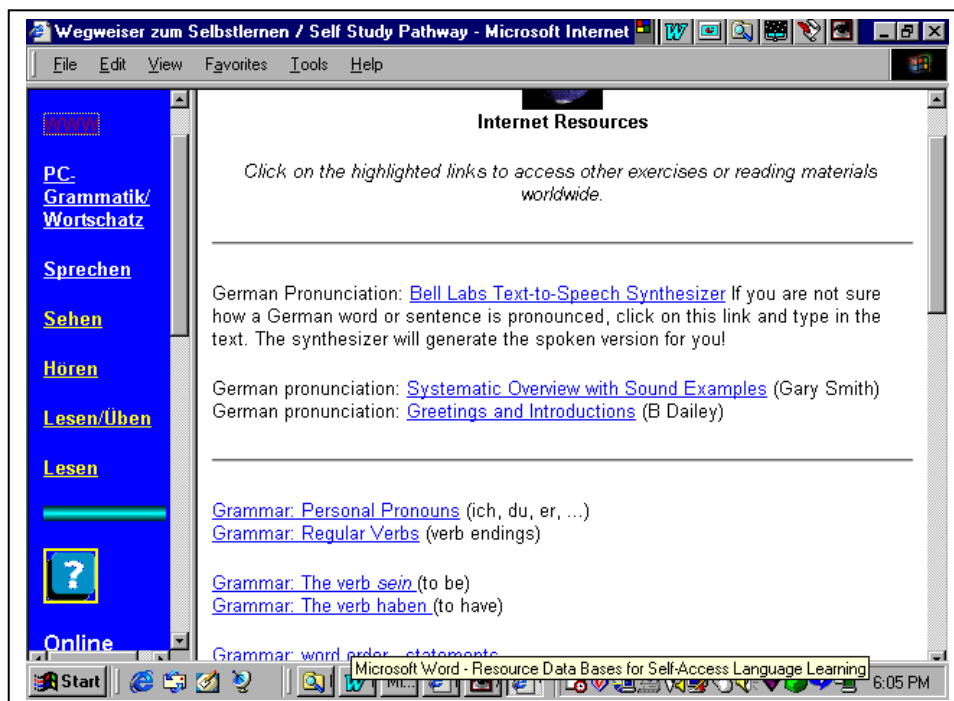 Wegweiser zum Selbstlernen / Self Study Pathway - Microsoft Internet
File Edit View Favorites Tools Help
WWW
PC-
Grammatik/
Wortschatz
Sprechen
Sehen
Hören
Lesen/Üben
Lesen
Online
Internet Resources
Click on the highlighted links to access other exercises or reading materials
worldwide.
German Pronunciation: Bell Labs Text-to-Speech Synthesizer If you are not sure
how a German word or sentence is pronounced, click on this link and type in the
text. The synthesizer will generate the spoken version for you!
German pronunciation: Systematic Overview with Sound Examples (Gary Smith)
German pronunciation: Greetings and Introductions (B Dailey)
Grammar: Personal Pronouns (ich, du, er, ...)
Grammar: Regular Verbs (verb endings)
Grammar: The verb sein (to be)
Grammar: The verb haben (to have)
Grammar: word order - statements
Microsoft Word - Resource Data Bases for Self-Access Language Learning
Start 6:05 PM